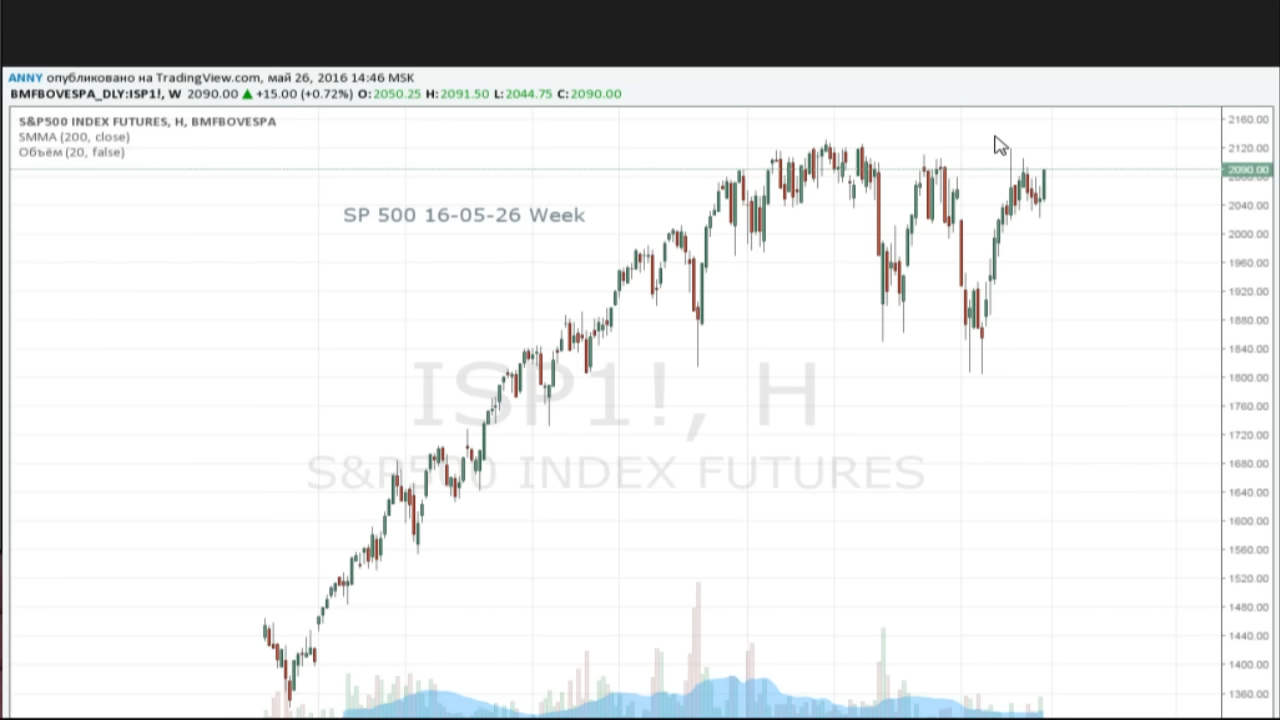 ANNY опубликовано на TradingView.com, май 26, 2016 14:46 MSK
BMFBOVESPA_DLY:ISP1!, W 2090.00 ▲ +15.00 (+0.72%) O:2050.25 H:2091.50 L:2044.75 C:2090.00
S&P500 INDEX FUTURES, Н, BMFBOVESPA
SMMA (200, close)
Объём (20, false)
SP 500 16-05-26 Week
ISP1!, Н
S&P500 INDEX FUTURES
2160.00
2120.00
2090.00
2080.00
2040.00
2000.00
1960.00
1920.00
1880.00
1840.00
1800.00
1760.00
1720.00
1680.00
1640.00
1600.00
1560.00
1520.00
1480.00
1440.00
1400.00
1360.00